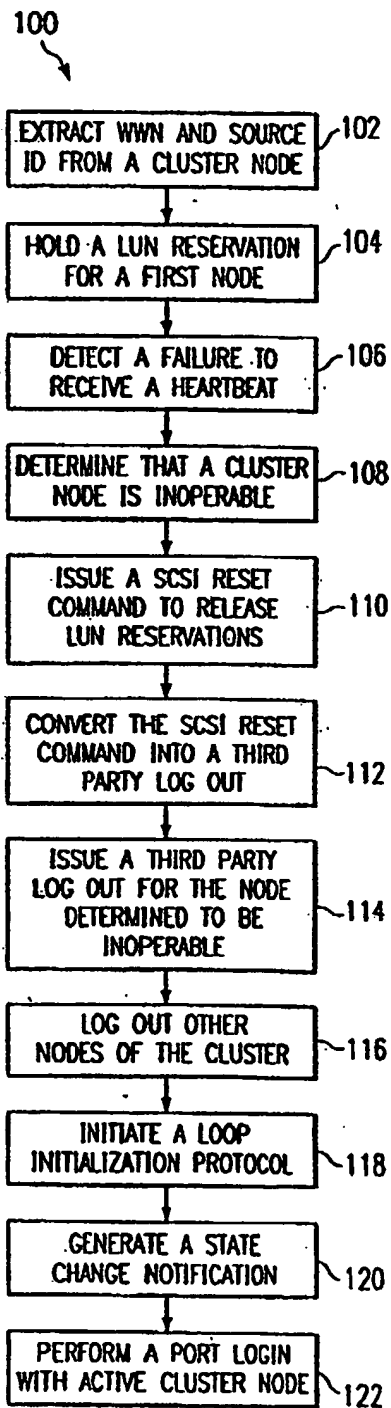 100
EXTRACT WWN AND SOURCE
ID FROM A CLUSTER NODE
102
HOLD A LUN RESERVATION
FOR A FIRST NODE
104
DETECT A FAILURE TO
RECEIVE A HEARTBEAT
106
DETERMINE THAT A CLUSTER
NODE IS INOPERABLE
108
ISSUE A SCSI RESET
COMMAND TO RELEASE
LUN RESERVATIONS
110
CONVERT THE SCSI RESET
COMMAND INTO A THIRD
PARTY LOG OUT
112
ISSUE A THIRD PARTY
LOG OUT FOR THE NODE
DETERMINED TO BE
INOPERABLE
114
LOG OUT OTHER
NODES OF THE CLUSTER
116
INITIATE A LOOP
INITIALIZATION PROTOCOL
118
GENERATE A STATE
CHANGE NOTIFICATION
120
PERFORM A PORT LOGIN
WITH ACTIVE CLUSTER NODE
122